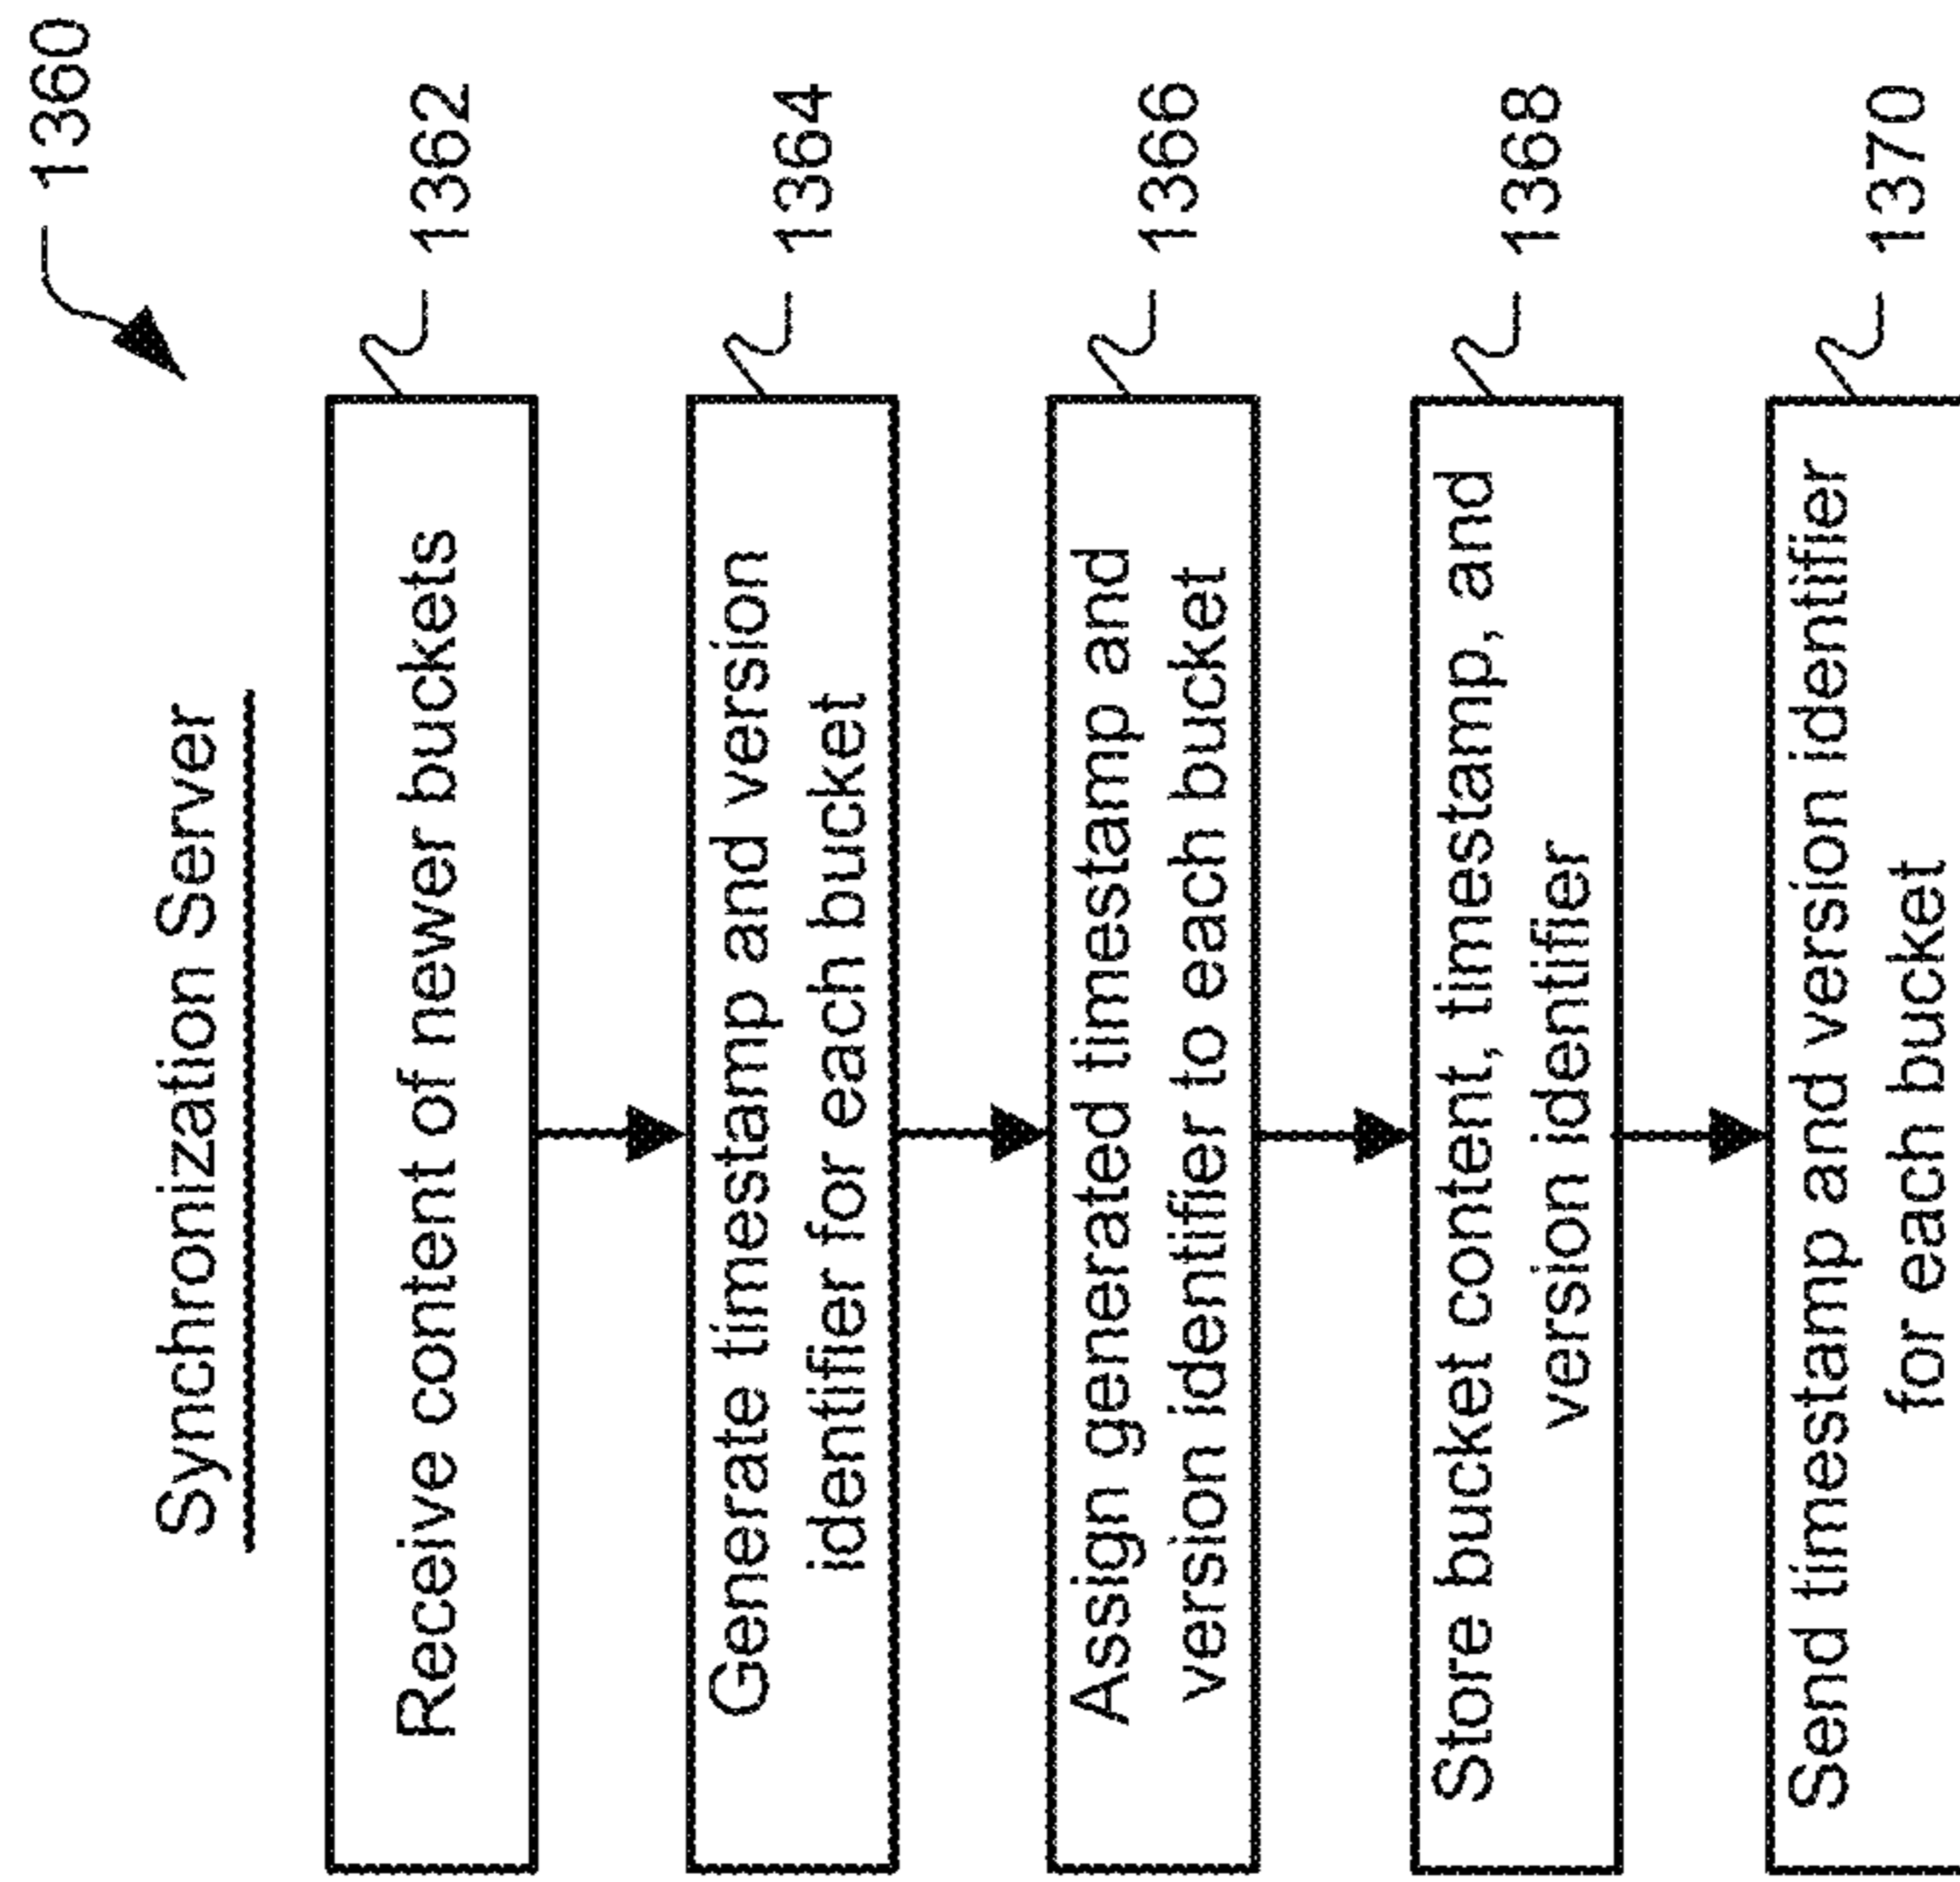 1360
Synchronization Server
Receive content of newer buckets
1362
Generate timestamp and version
identifier for each bucket
1364
Assign generated timestamp and
version identifier to each bucket
1366
Store bucket content, timestamp, and
version identifier
1368
Send timestamp and version identifier
for each bucket
1370